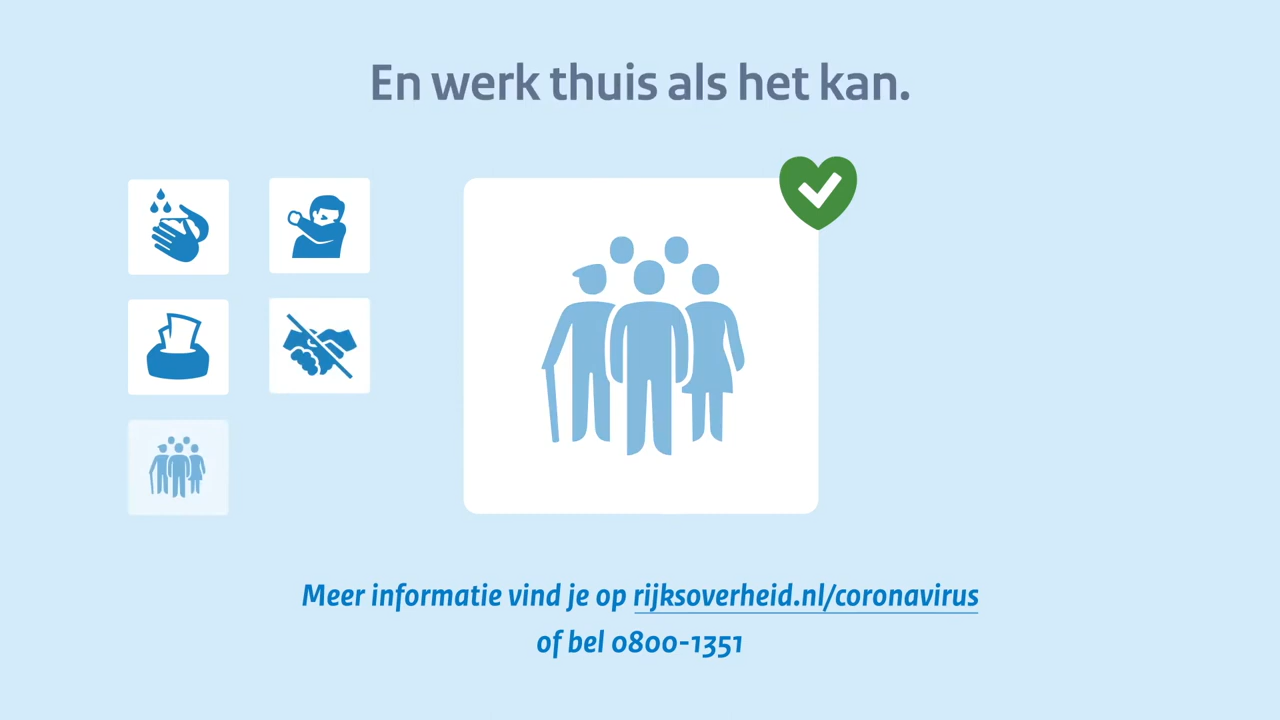 En werk thuis als het kan.
Meer informatie vind je op rijksoverheid.nl/coronavirus
of bel 0800-1351